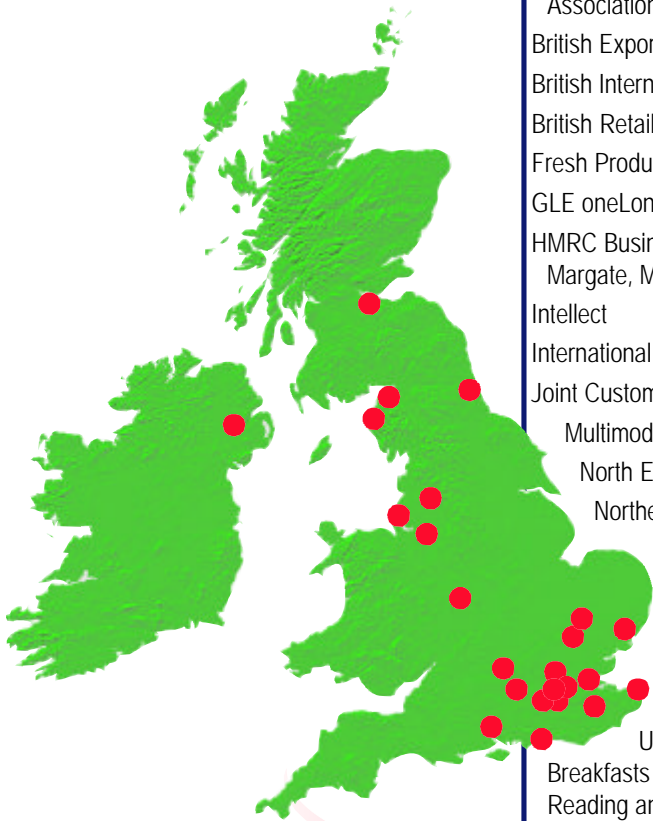 Association
British Expor
British Intern
British Retail
Fresh Produ
GLE oneLon
HMRC Busin
Margate, M
Intellect
International
Joint Custom
Multimod
North E
Northe
U
Breakfasts
Reading an